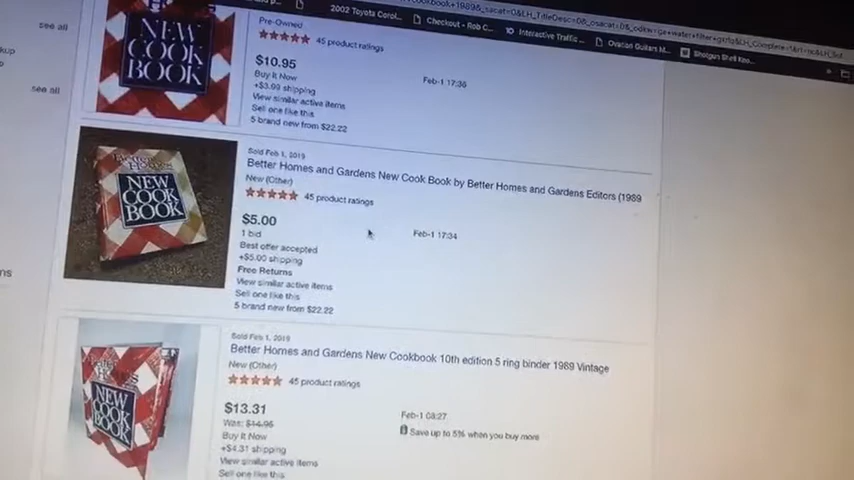 2002 Toyota Corol...
Checkout - Rob C...
Interactive Traffic ...
Ovation Guitars M...
Shotgun Shell Kno...
see all
see all
Pre-Owned
45 product ratings
$10.95
Buy It Now
+$3.99 shipping
View similar active items
Sell one like this
5 brand new from $22.22
Feb-1 17:36
NEW
COOK
BOOK
Sold Feb 1, 2019
Better Homes and Gardens New Cook Book by Better Homes and Gardens Editors (1989
New (Other)
45 product ratings
$5.00
1 bid
Best offer accepted
+$5.00 shipping
Free Returns
View similar active items
Sell one like this
5 brand new from $22.22
Feb-1 17:34
NEW
COOK
BOOK
Sold Feb 1, 2019
Better Homes and Gardens New Cookbook 10th edition 5 ring binder 1989 Vintage
New (Other)
45 product ratings
$13.31
Was: $14.95
Buy It Now
+$4.31 shipping
View similar active items
Sell one like this
Feb-1 08:27
Save up to 5% when you buy more
NEW
COOK
BOOK